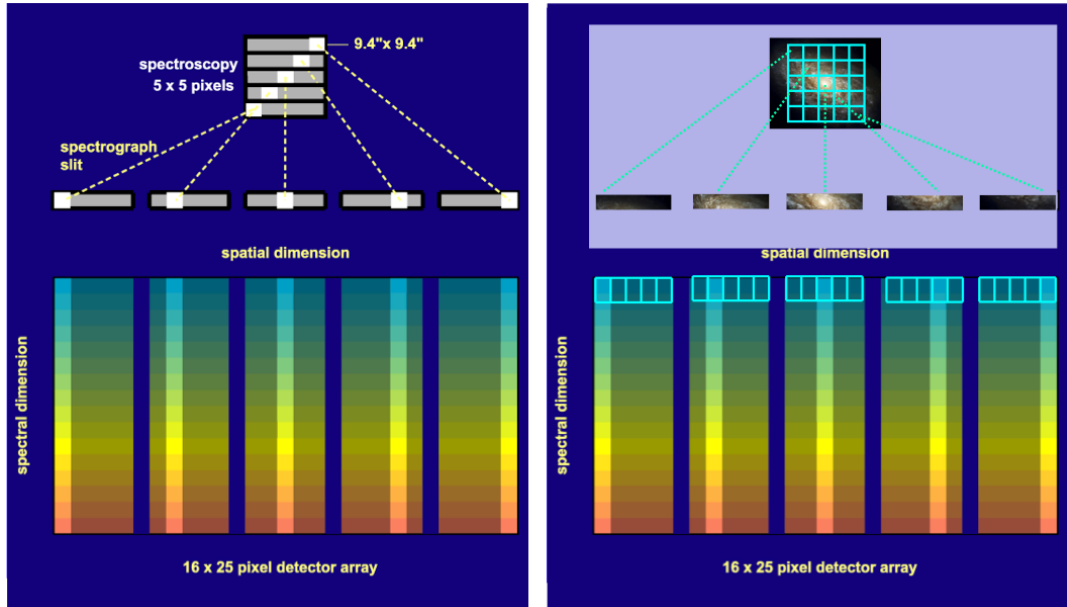 9.4"x 9.4"
spectroscopy
5 x 5 pixels
spectrograph
slit
spatial dimension
spectral dimension
16 x 25 pixel detector array
spatial dimension
spectral dimension
16 x 25 pixel detector array